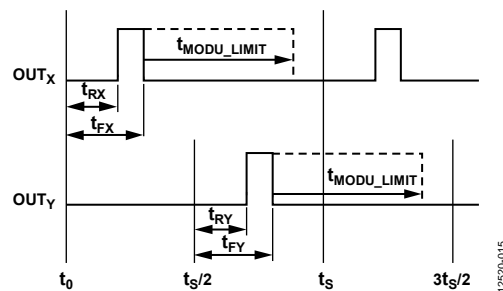 OUTX
tMODU_LIMIT
tRX
tFX
OUTY
tMODU_LIMIT
tRY
tFY
t0 tS/2 tS 3tS/2
12520-015